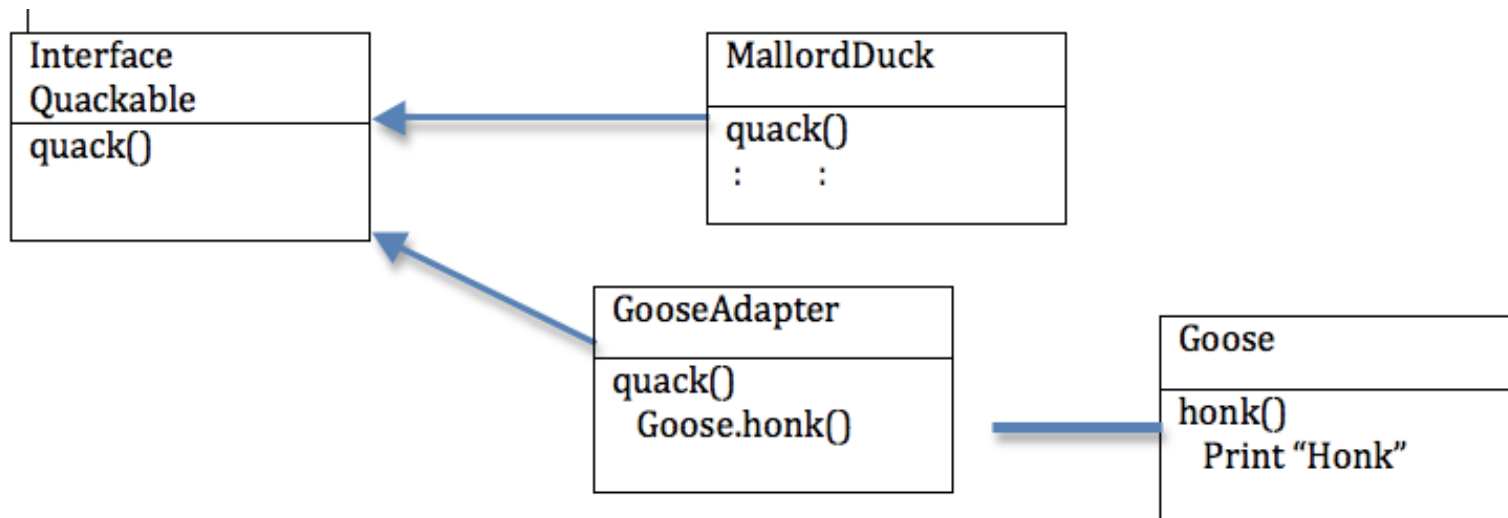 Interface
Quackable
quack()
MallordDuck
quack()
:       :
GooseAdapter
quack()
Goose.honk()
Goose
honk()
Print “Honk”